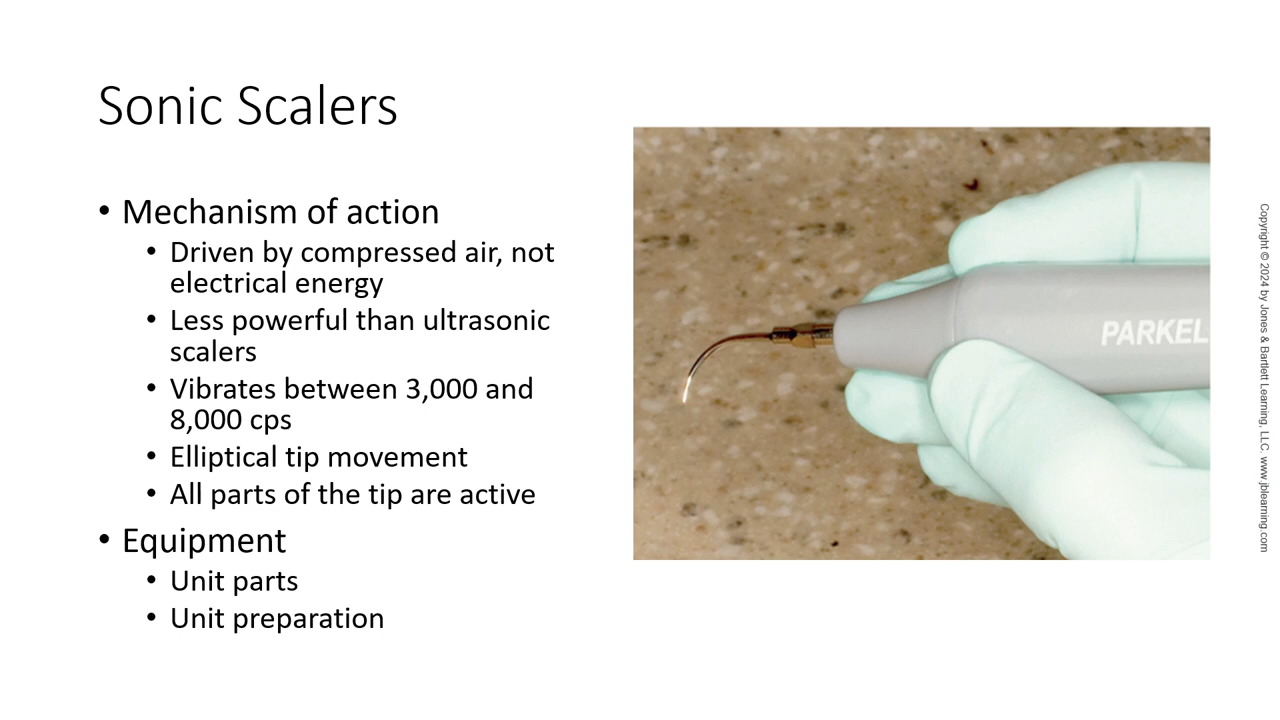 Sonic Scalers
• Mechanism of action
• Driven by compressed air, not
electrical energy
• Less powerful than ultrasonic
scalers
• Vibrates between 3,000 and
8,000 cps
• Elliptical tip movement
• All parts of the tip are active
• Equipment
• Unit parts
• Unit preparation
PARKEL
Copyright © 2024 by Jones & Bartlett Learning, LLC. www.jblearning.com